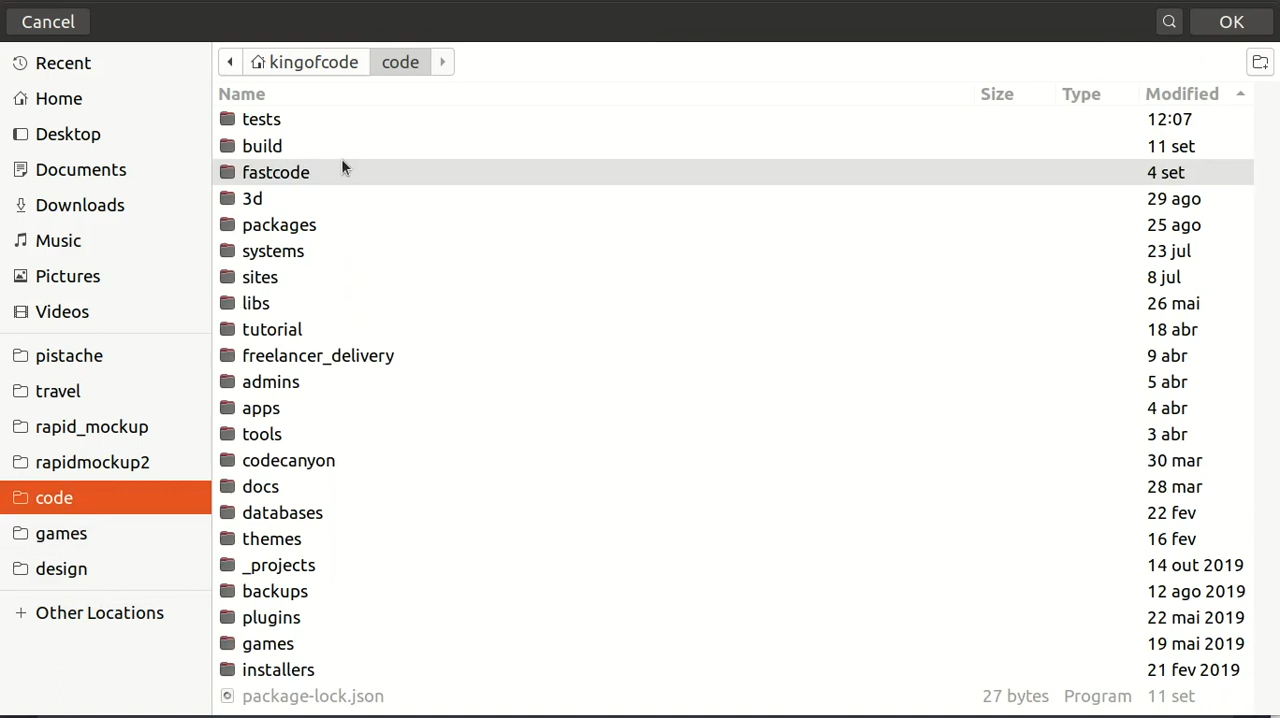 Cancel OK
Recent
Home
Desktop
Documents
Downloads
Music
Pictures
Videos
pistache
travel
rapid_mockup
rapidmockup2
code
games
design
Other Locations
kingofcode code
Name Size Type Modified
tests 12:07
build 11 set
fastcode 4 set
3d 29 ago
packages 25 ago
systems 23 jul
sites 8 jul
libs 26 mai
tutorial 18 abr
freelancer_delivery 9 abr
admins 5 abr
apps 4 abr
tools 3 abr
codecanyon 30 mar
docs 28 mar
databases 22 fev
themes 16 fev
_projects 14 out 2019
backups 12 ago 2019
plugins 22 mai 2019
games 19 mai 2019
installers 21 fev 2019
package-lock.json 27 bytes Program 11 set